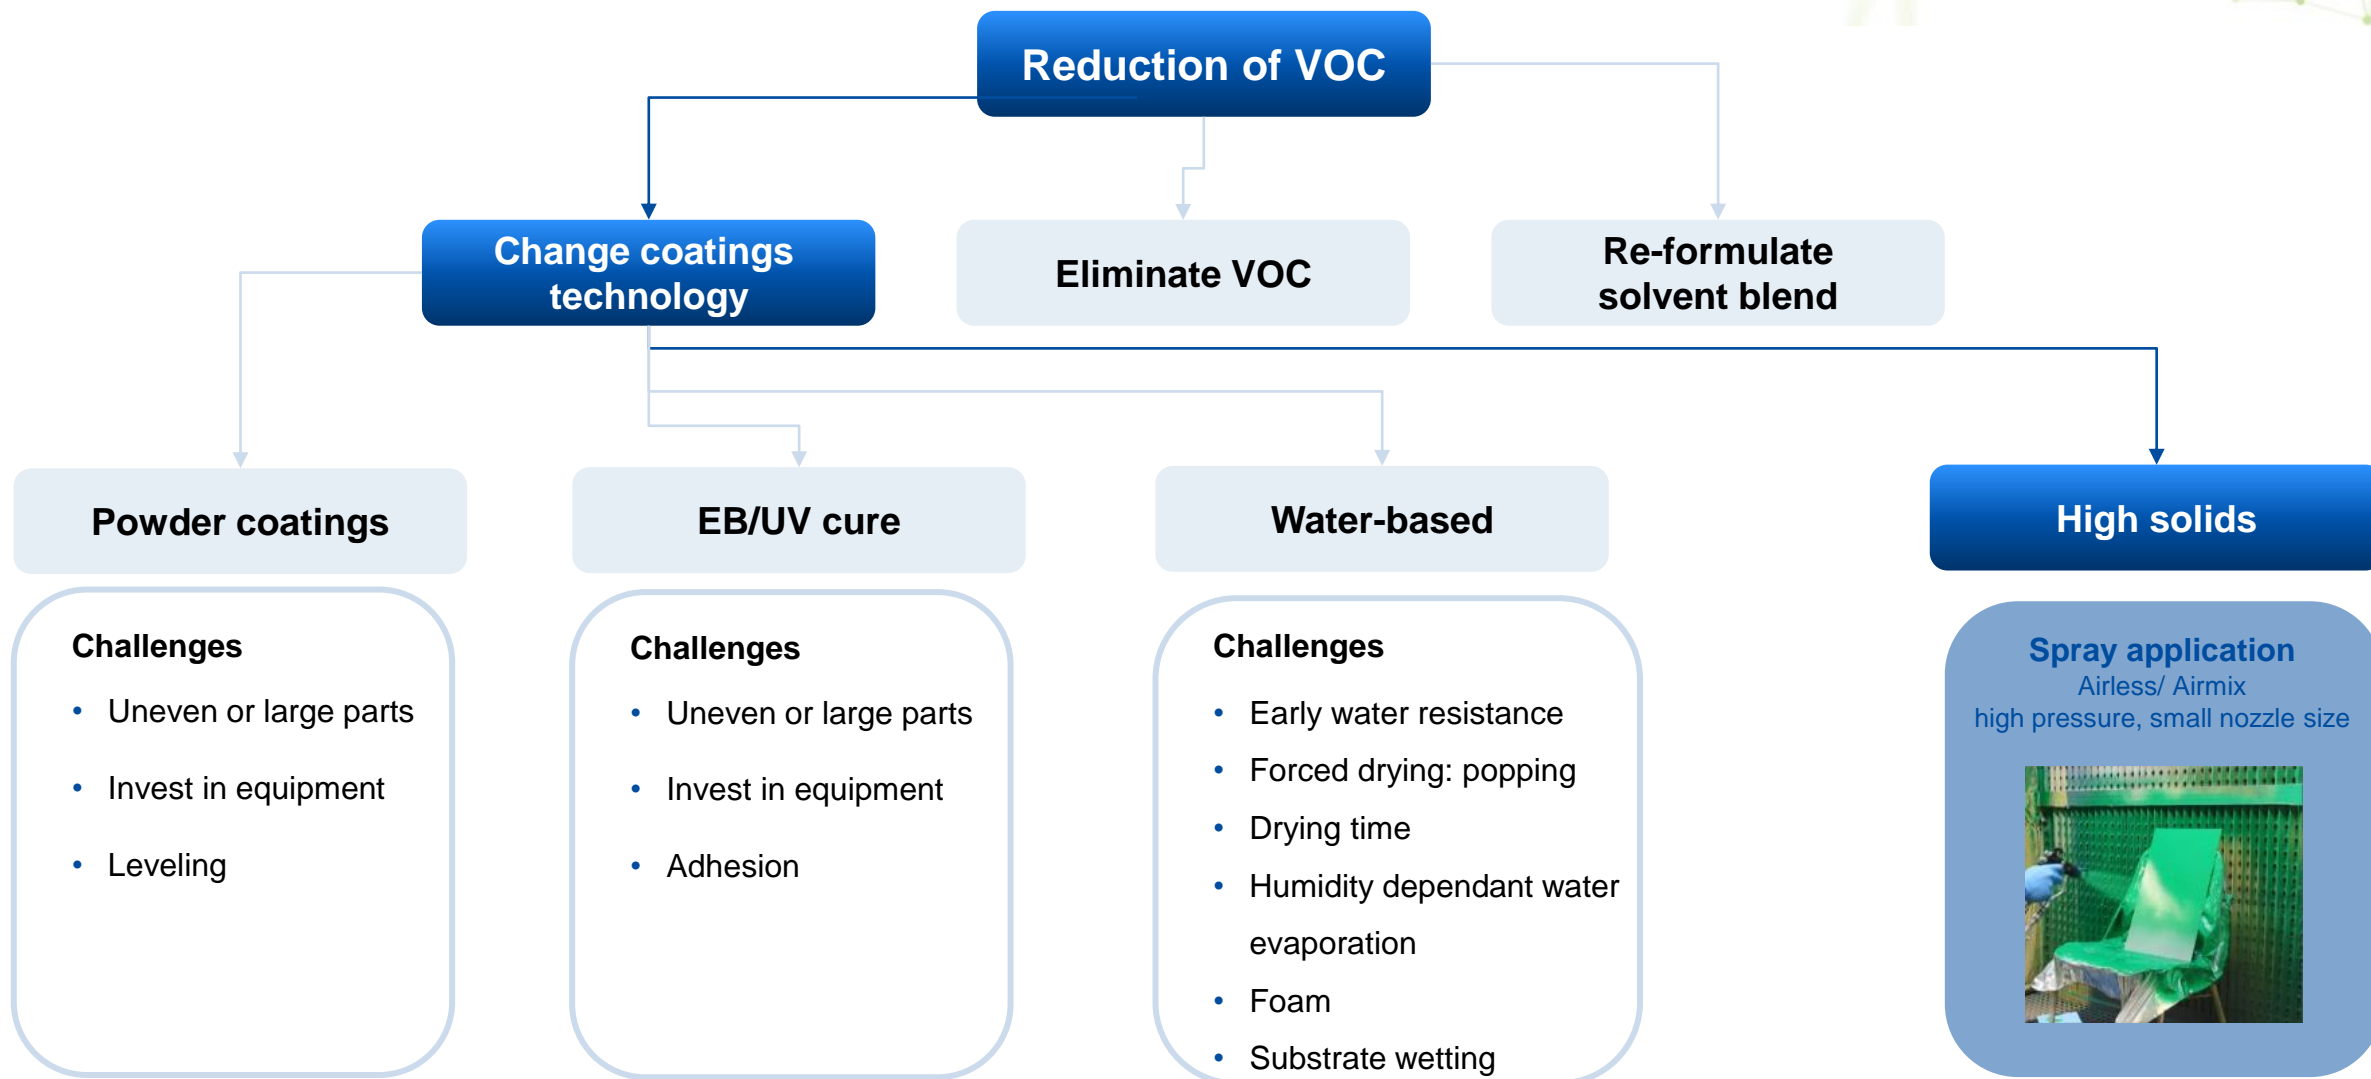 Reduction of VOC
Change coatings
technology
Eliminate VOC
Re-formulate
solvent blend
Powder coatings
EB/UV cure
Water-based
High solids
Challenges
• Uneven or large parts
• Invest in equipment
• Leveling
Challenges
• Uneven or large parts
• Invest in equipment
• Adhesion
Challenges
• Early water resistance
• Forced drying: popping
• Drying time
• Humidity dependant water
evaporation
• Foam
• Substrate wetting
Spray application
Airless/ Airmix
high pressure, small nozzle size